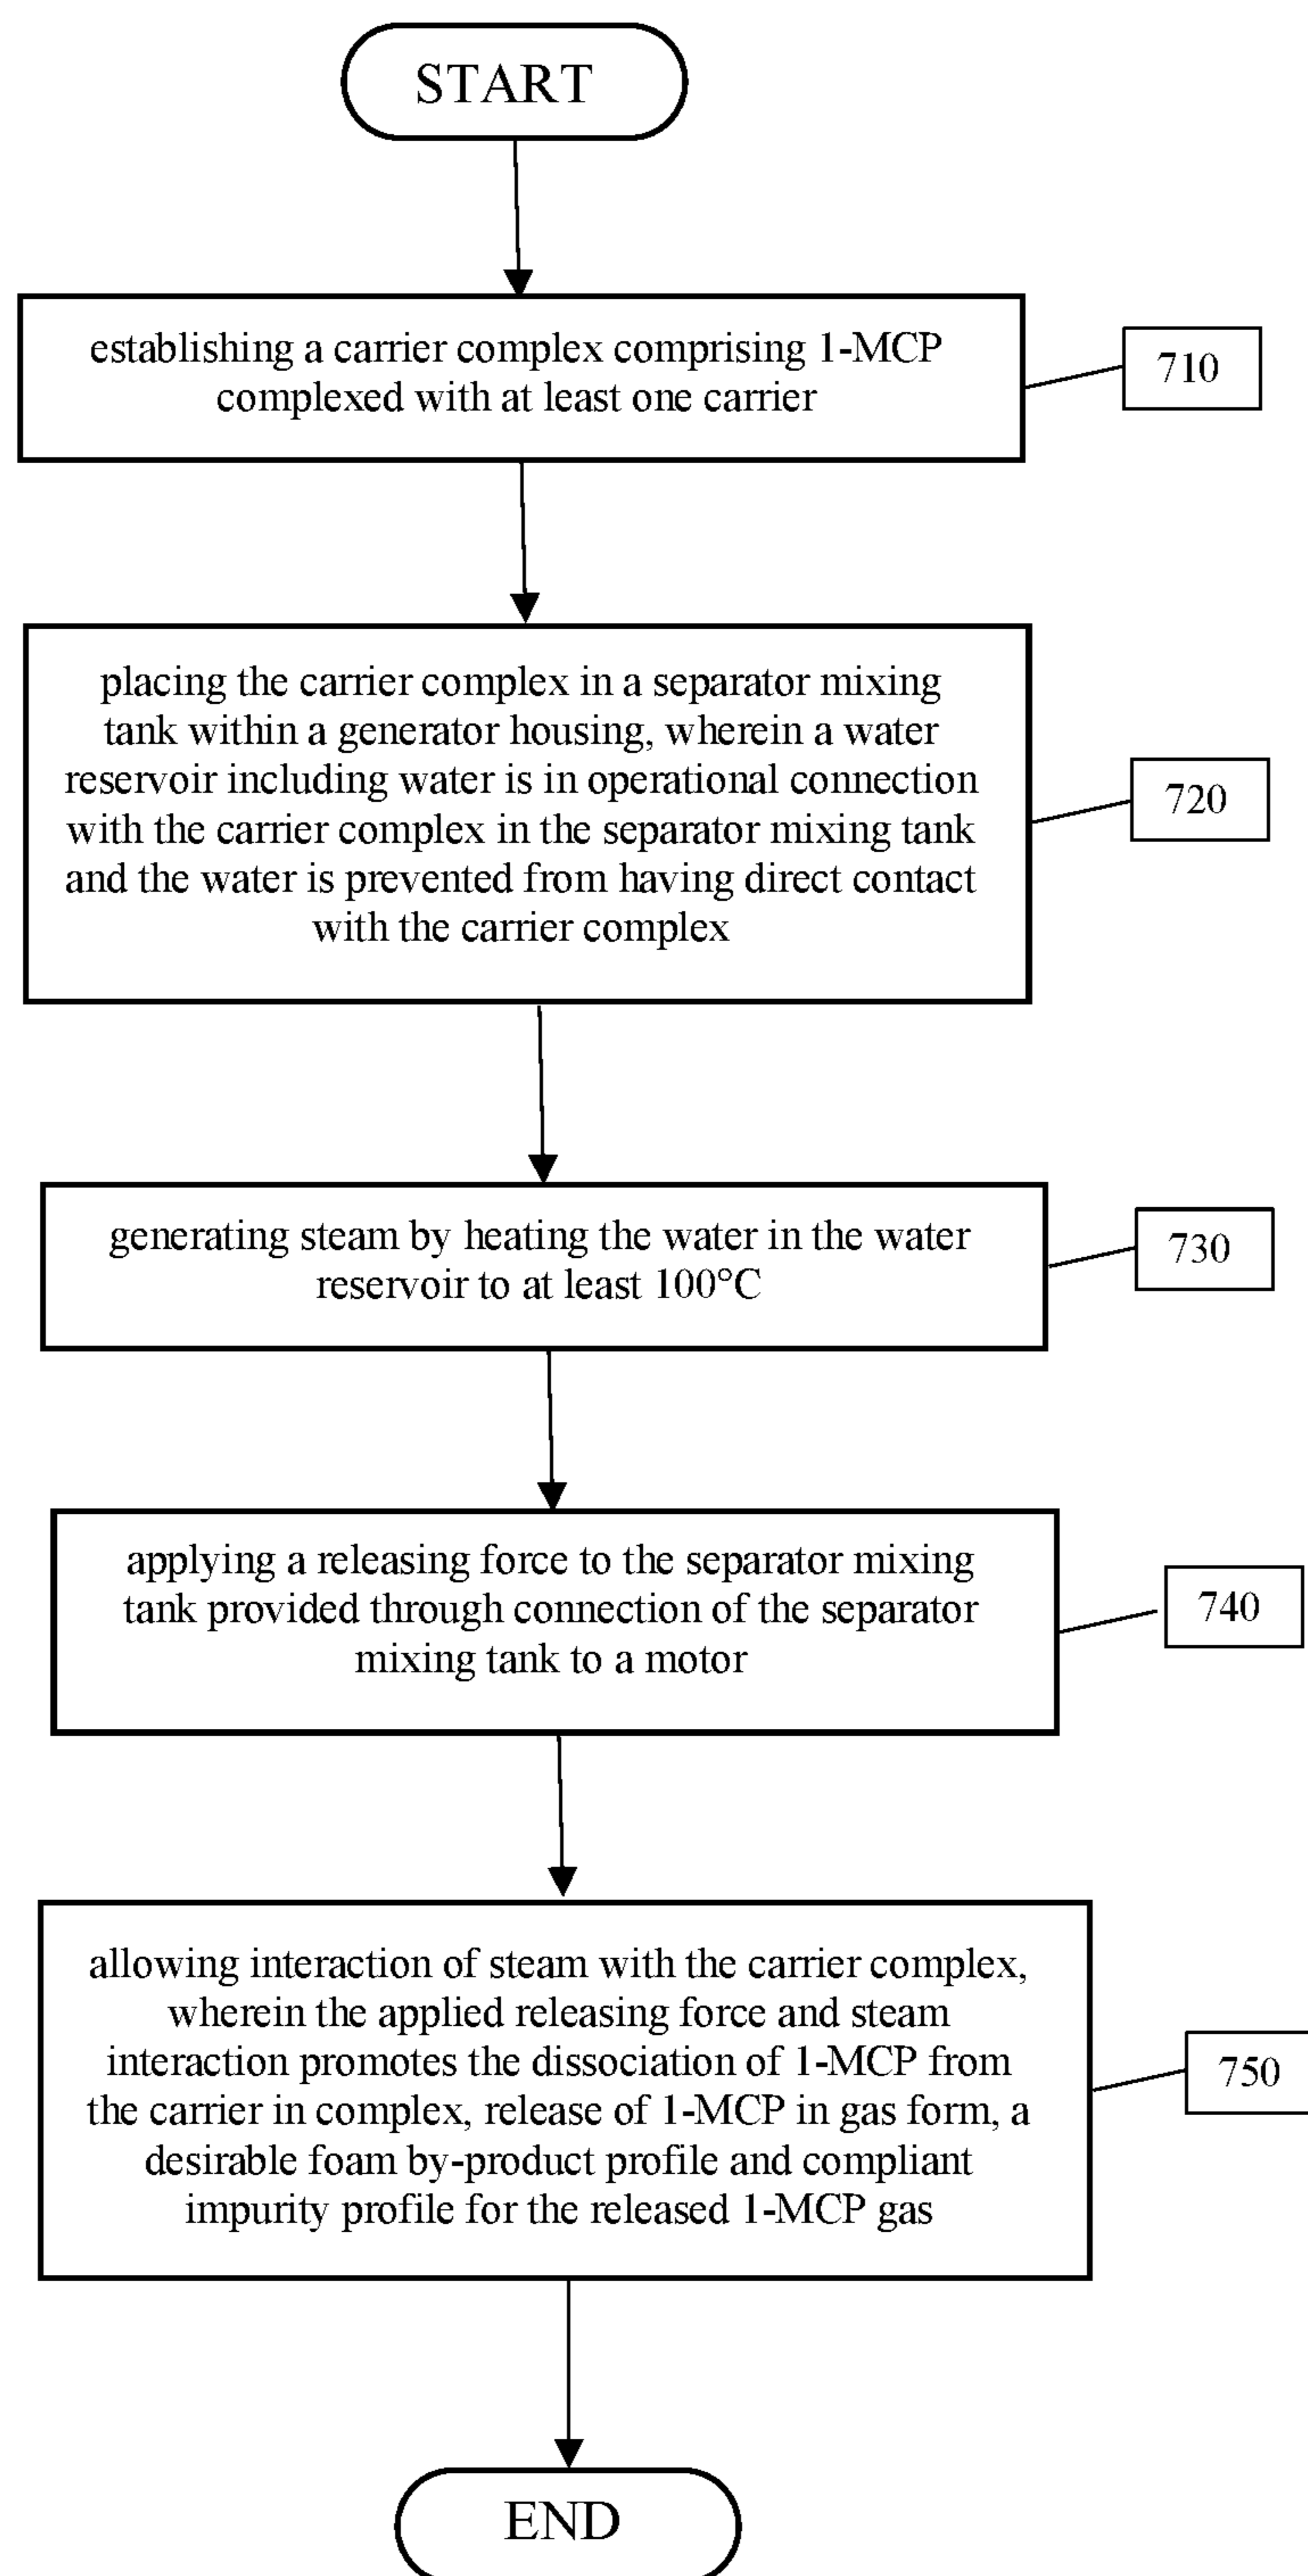 START
establishing a carrier complex comprising 1-MCP
complexed with at least one carrier
710
placing the carrier complex in a separator mixing
tank within a generator housing, wherein a water
reservoir including water is in operational connection
with the carrier complex in the separator mixing tank
and the water is prevented from having direct contact
with the carrier complex
720
generating steam by heating the water in the water
reservoir to at least 100°C
730
applying a releasing force to the separator mixing
tank provided through connection of the separator
mixing tank to a motor
740
allowing interaction of steam with the carrier complex,
wherein the applied releasing force and steam
interaction promotes the dissociation of 1-MCP from
the carrier in complex, release of 1-MCP in gas form, a
desirable foam by-product profile and compliant
impurity profile for the released 1-MCP gas
750
END